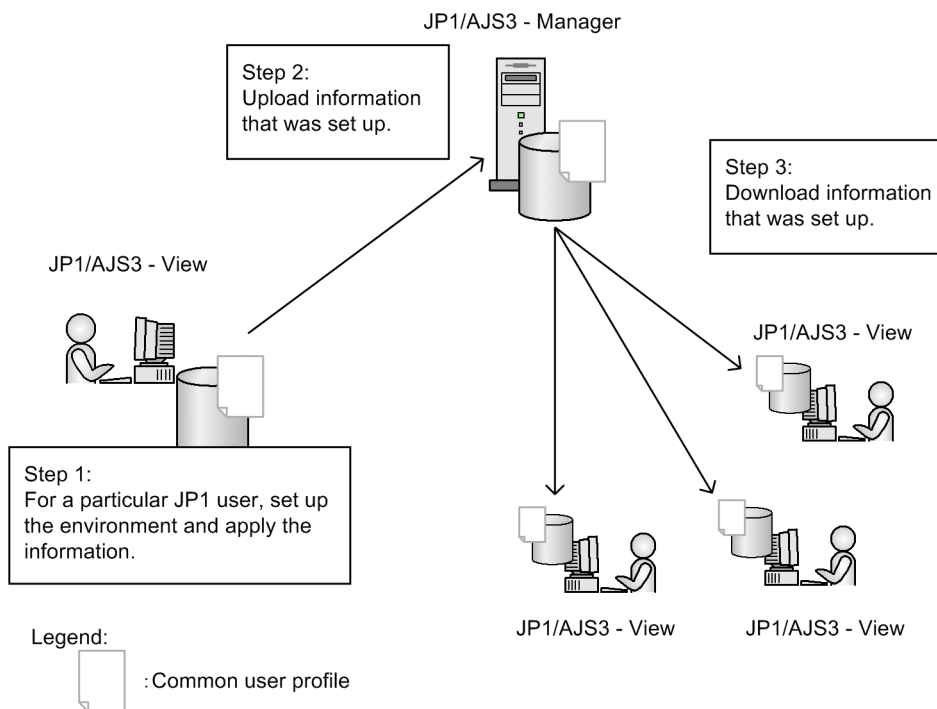 JP1/AJS3 - Manager
Step 2:
Upload information
that was set up.
Step 3:
Download information
that was set up.
JP1/AJS3 - View
JP1/AJS3 - View
Step 1:
For a particular JP1 user, set up
the environment and apply the
information.
JP1/AJS3 - View
JP1/AJS3 - View
Legend:
: Common user profile